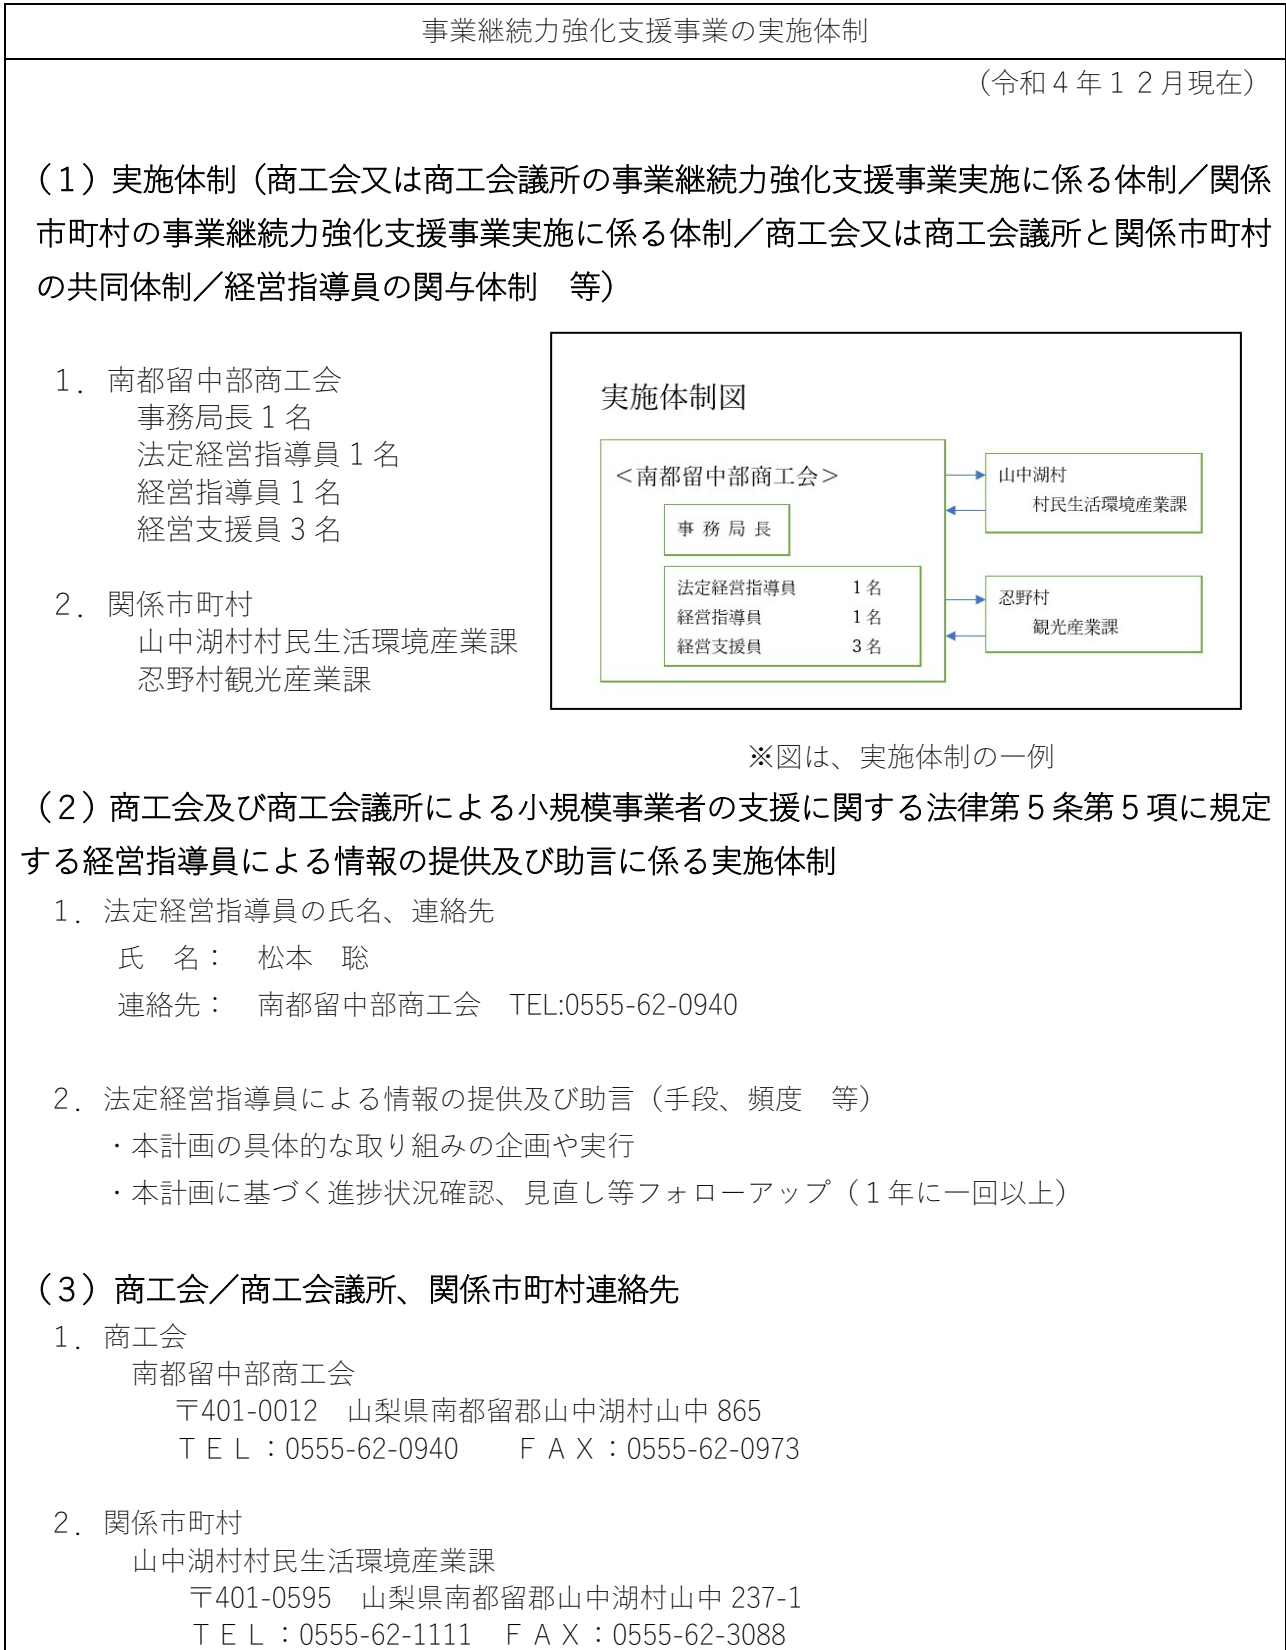 事業継続力強化支援事業の実施体制
（令和４年１２月現在）
（１）実施体制（商工会又は商工会議所の事業継続力強化支援事業実施に係る体制／関係
市町村の事業継続力強化支援事業実施に係る体制／商工会又は商工会議所と関係市町村
の共同体制／経営指導員の関与体制　等）
１．南都留中部商工会
事務局長１名
法定経営指導員１名
経営指導員１名
経営支援員３名
２．関係市町村
山中湖村村民生活環境産業課
忍野村観光産業課
実施体制図
＜南都留中部商工会＞
事 務 局 長
法定経営指導員　　1 名
経営指導員　　1 名
経営支援員　　3 名
山中湖村
村民生活環境産業課
忍野村
観光産業課
※図は、実施体制の一例
（２）商工会及び商工会議所による小規模事業者の支援に関する法律第５条第５項に規定
する経営指導員による情報の提供及び助言に係る実施体制
１．法定経営指導員の氏名、連絡先
氏　名：　松本　聡
連絡先：　南都留中部商工会　TEL:0555-62-0940
２．法定経営指導員による情報の提供及び助言（手段、頻度　等）
・本計画の具体的な取り組みの企画や実行
・本計画に基づく進捗状況確認、見直し等フォローアップ（１年に一回以上）
（３）商工会／商工会議所、関係市町村連絡先
１．商工会
南都留中部商工会
〒401-0012　山梨県南都留郡山中湖村山中 865
ＴＥＬ：0555-62-0940　　ＦＡＸ：0555-62-0973
２．関係市町村
山中湖村村民生活環境産業課
〒401-0595　山梨県南都留郡山中湖村山中 237-1
ＴＥＬ：0555-62-1111　ＦＡＸ：0555-62-3088